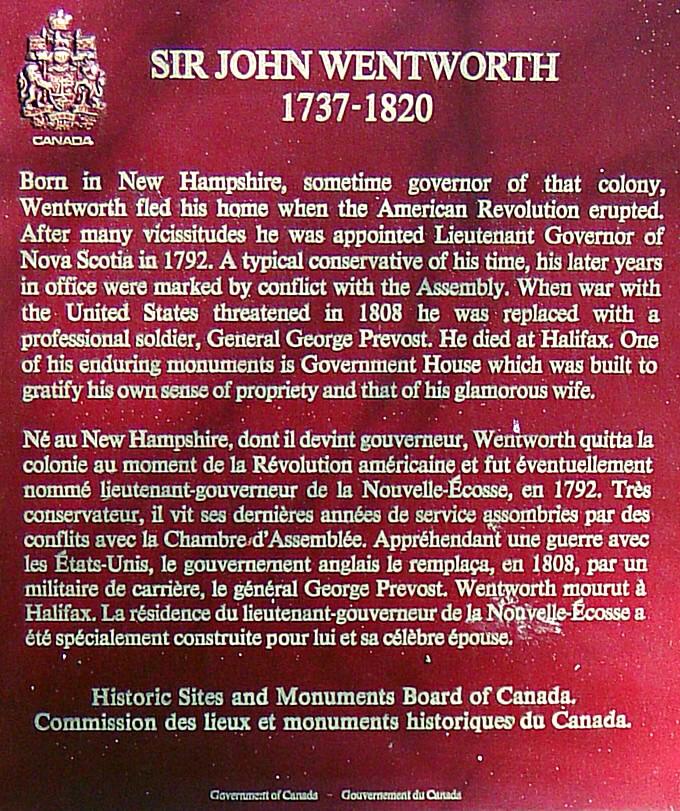 CANADA
SIR JOHN WENTWORTH
1737-1820
Born in New Hampshire, sometime governor of that colony,
Wentworth fled his home when the American Revolution erupted.
After many vicissitudes he was appointed Lieutenant Governor of
Nova Scotia in 1792. A typical conservative of his time, his later years
in office were marked by conflict with the Assembly. When war with
the United States threatened in 1808 he was replaced with a
professional soldier, General George Prevost. He died at Halifax. One
of his enduring monuments is Government House which was built to
gratify his own sense of propriety and that of his glamorous wife.
Né au New Hampshire, dont il devint gouverneur, Wentworth quitta la
colonie au moment de la Révolution américaine et fut éventuellement
nommé lieutenant-gouverneur de la Nouvelle-Écosse, en 1792. Très
conservateur, il vit ses dernières années de service assombries par des
conflits avec la Chambre d'Assemblée. Appréhendant une guerre avec
les États-Unis, le gouvernement anglais le remplaça, en 1808, par un
militaire de carrière, le général George Prevost. Wentworth mourut à
Halifax. La résidence du lieutenant-gouverneur de la Nouvelle-Écosse a
été spécialement construite pour lui et sa célèbre épouse.
Historic Sites and Monuments Board of Canada.
Commission des lieux et monuments historiques du Canada.
Government of Canada - Gouvernement du Canada